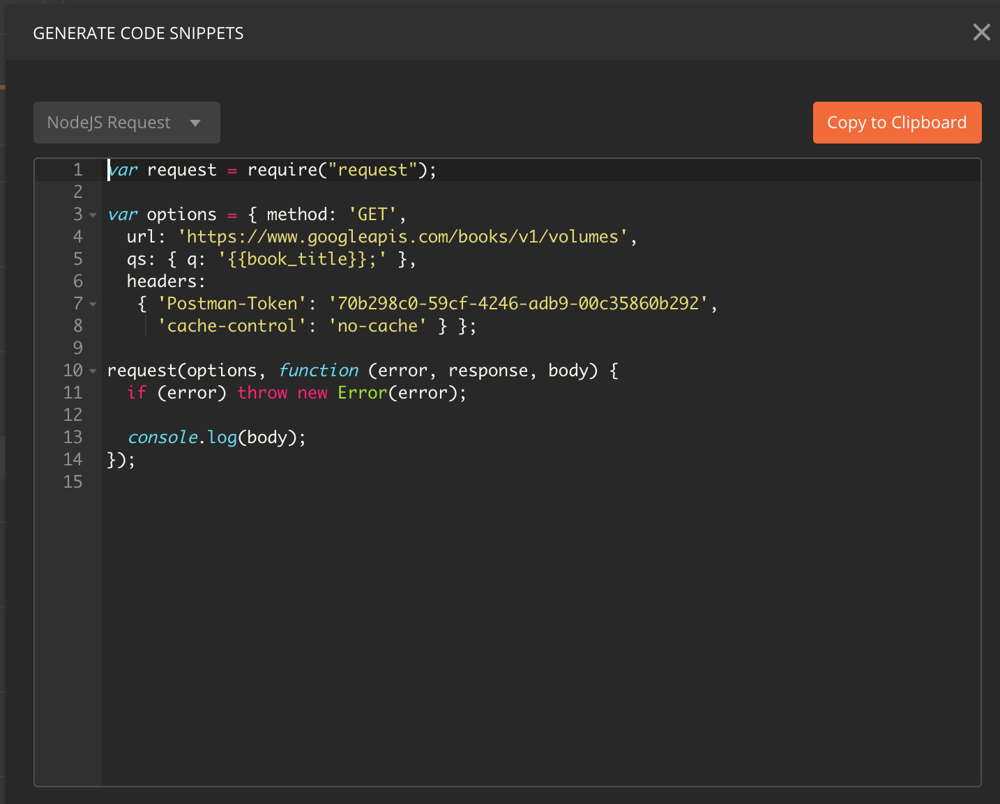 GENERATE CODE SNIPPETS
NodeJS Request
Copy to Clipboard
1 var request = require("request");
2
3 var options = { method: 'GET',
4   url: 'https://www.googleapis.com/books/v1/volumes',
5   qs: { q: '{{book_title}};' },
6   headers:
7    { 'Postman-Token': '70b298c0-59cf-4246-adb9-00c35860b292',
8      'cache-control': 'no-cache' } };
9
10 request(options, function (error, response, body) {
11   if (error) throw new Error(error);
12
13   console.log(body);
14 });
15